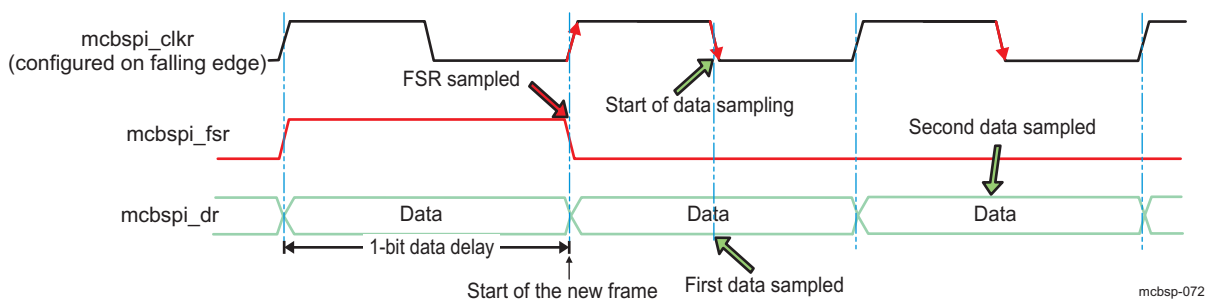 mcbspi_clkr
(configured on falling edge)
FSR sampled
Start of data sampling
mcbspi_fsr
Second data sampled
mcbspi_dr
Data
Data
Data
1-bit data delay
Start of the new frame
First data sampled
mcbsp-072